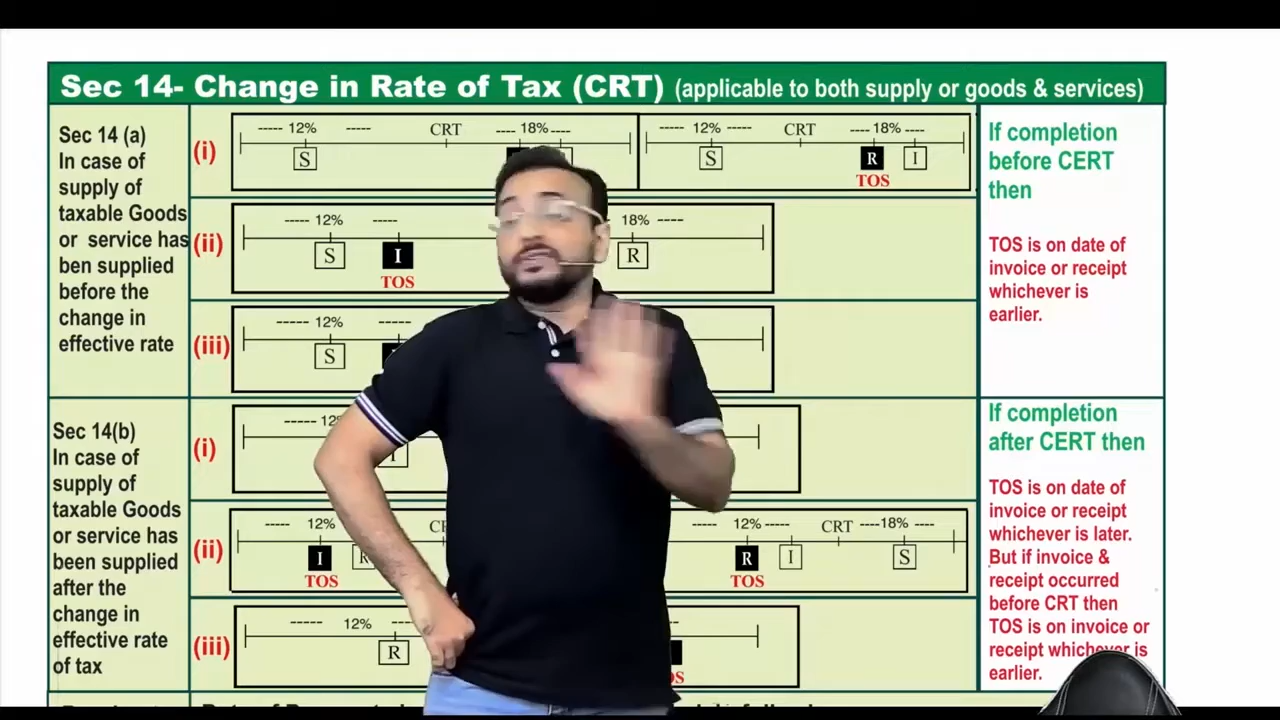 Sec 14- Change in Rate of Tax (CRT) (applicable to both supply or goods & services)
Sec 14 (a)
In case of
supply of
taxable Goods
or service has
ben supplied
before the
change in
effective rate
(i)
----- 12% ----- CRT ---- 18% ----
S
----- 12% ----- CRT ---- 18% ----
S R I
TOS
(ii)
----- 12% ----- 18% ----
S I R
TOS
(iii)
----- 12% -----
S
If completion
before CERT
then
TOS is on date of
invoice or receipt
whichever is
earlier.
Sec 14(b)
In case of
supply of
taxable Goods
or service has
been supplied
after the
change in
effective rate
of tax
(i)
(ii)
---- 12%
I R
TOS
----- 12% ----- CRT ----18% ----
R I S
TOS
(iii)
----- 12% ----
R
If completion
after CERT then
TOS is on date of
invoice or receipt
whichever is later.
But if invoice &
receipt occurred
before CRT then
TOS is on invoice or
receipt whichever is
earlier.